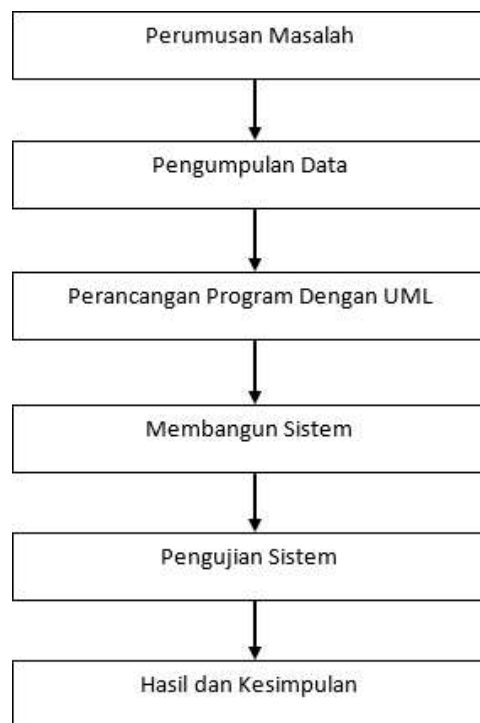 Perumusan Masalah
Pengumpulan Data
Perancangan Program Dengan UML
Membangun Sistem
Pengujian Sistem
Hasil dan Kesimpulan